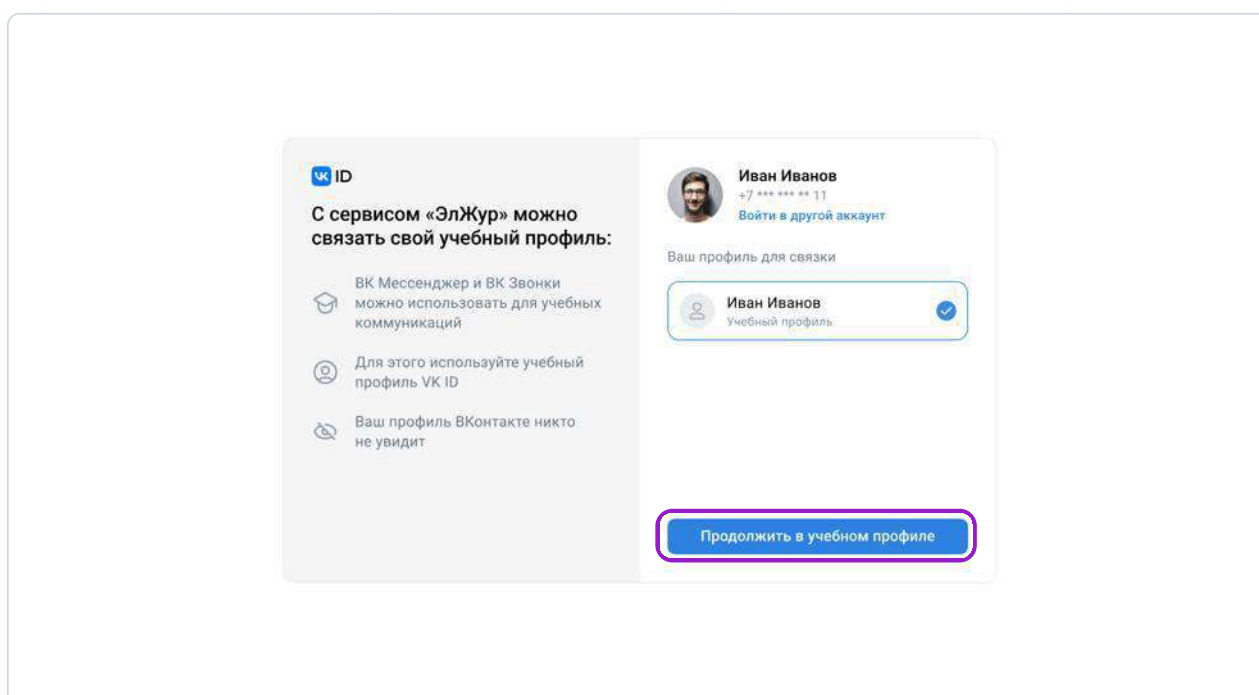 VK ID
С сервисом «ЭлЖур» можно
связать свой учебный профиль:
ВК Мессенджер и ВК Звонки
можно использовать для учебных
коммуникаций
Для этого используйте учебный
профиль VK ID
Ваш профиль ВКонтакте никто
не увидит
Иван Иванов
+7 *** *** ** 11
Войти в другой аккаунт
Ваш профиль для связки
Иван Иванов
Учебный профиль
Продолжить в учебном профиле